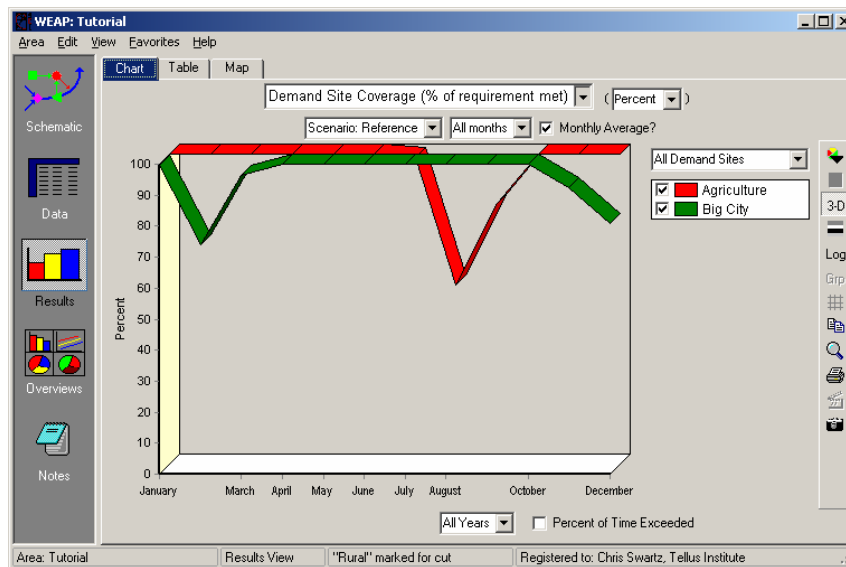 WEAP: Tutorial
Area Edit View Favorites Help
Chart Table Map
Schematic
Data
Results
Overviews
Notes
Demand Site Coverage (% of requirement met) (Percent)
Scenario: Reference All months Monthly Average?
All Demand Sites
Agriculture
Big City
3-D
Log
Grp
Percent
100
90
80
70
60
50
40
30
20
10
0
January March April May June July August October December
All Years Percent of Time Exceeded
Area: Tutorial Results View "Rural" marked for cut Registered to: Chris Swartz, Tellus Institute